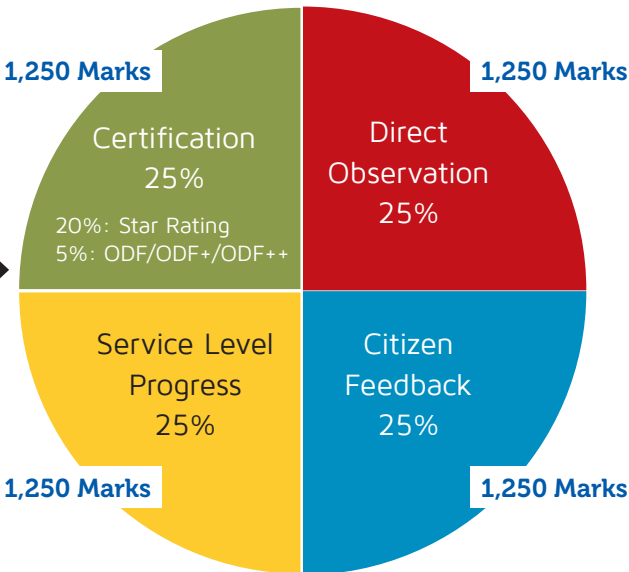 1,250 Marks
Certification
25%
20%: Star Rating
5%: ODF/ODF+/ODF++
1,250 Marks
Direct
Observation
25%
Service Level
Progress
25%
1,250 Marks
Citizen
Feedback
25%
1,250 Marks